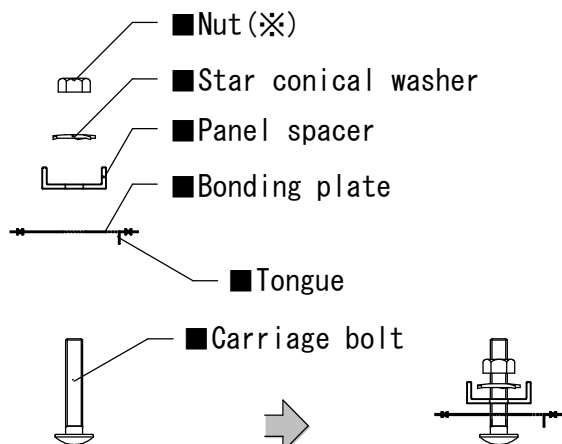 ■Nut(※)
■Star conical washer
■Panel spacer
■Bonding plate
■Tongue
■Carriage bolt